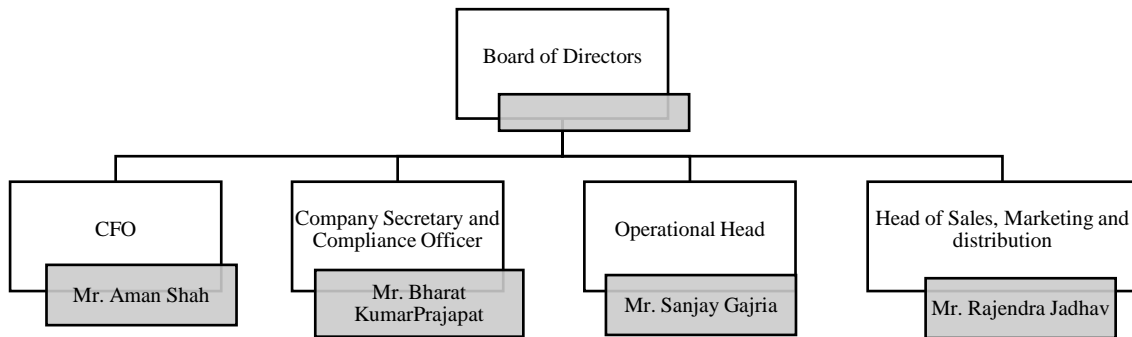 Board of Directors
CFO
Mr. Aman Shah
Company Secretary and
Compliance Officer
Mr. Bharat
KumarPrajapat
Operational Head
Mr. Sanjay Gajria
Head of Sales, Marketing and
distribution
Mr. Rajendra Jadhav